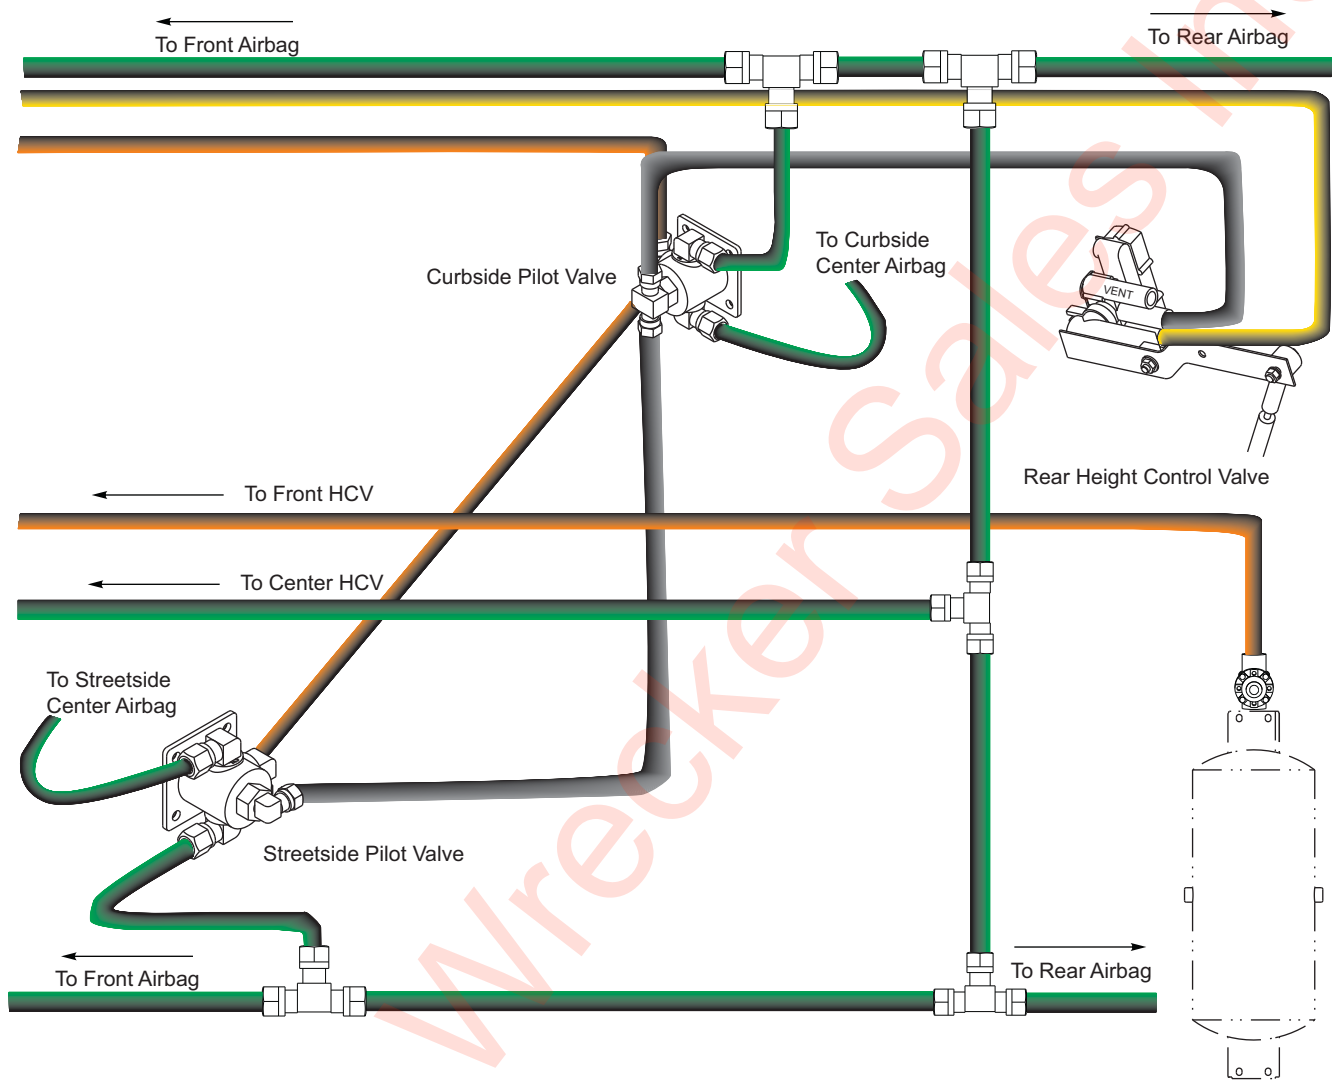 To Front Airbag
To Rear Airbag
To Curbside
Center Airbag
Curbside Pilot Valve
VENT
Rear Height Control Valve
To Front HCV
To Center HCV
To Streetside
Center Airbag
Streetside Pilot Valve
To Front Airbag
To Rear Airbag
Wrecker Sales